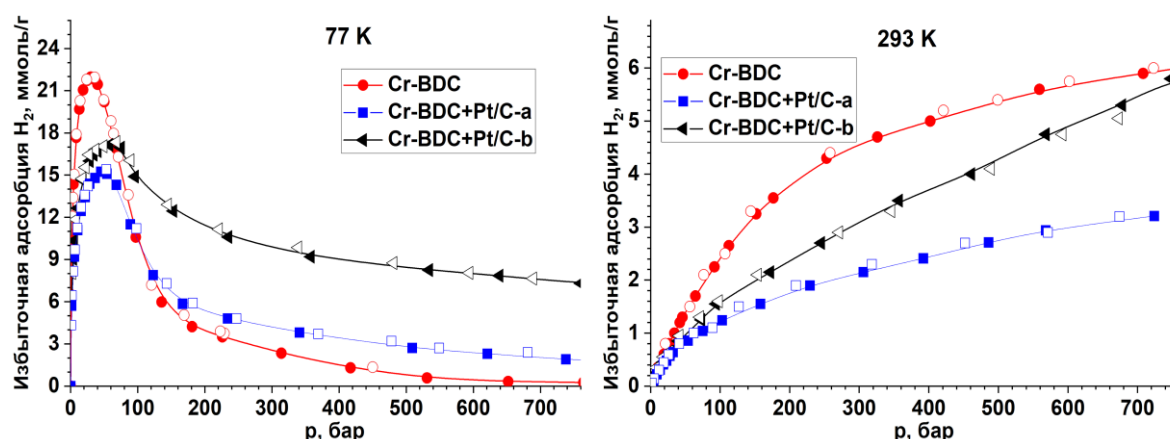 Избыточная адсорбция H₂, ммоль/г
24
21
18
15
12
9
6
3
0
77 K
Cr-BDC
Cr-BDC+Pt/C-a
Cr-BDC+Pt/C-b
0 100 200 300 400 500 600 700
p, бар
Избыточная адсорбция H₂, ммоль/г
6
5
4
3
2
1
0
293 K
Cr-BDC
Cr-BDC+Pt/C-a
Cr-BDC+Pt/C-b
0 100 200 300 400 500 600 700
p, бар